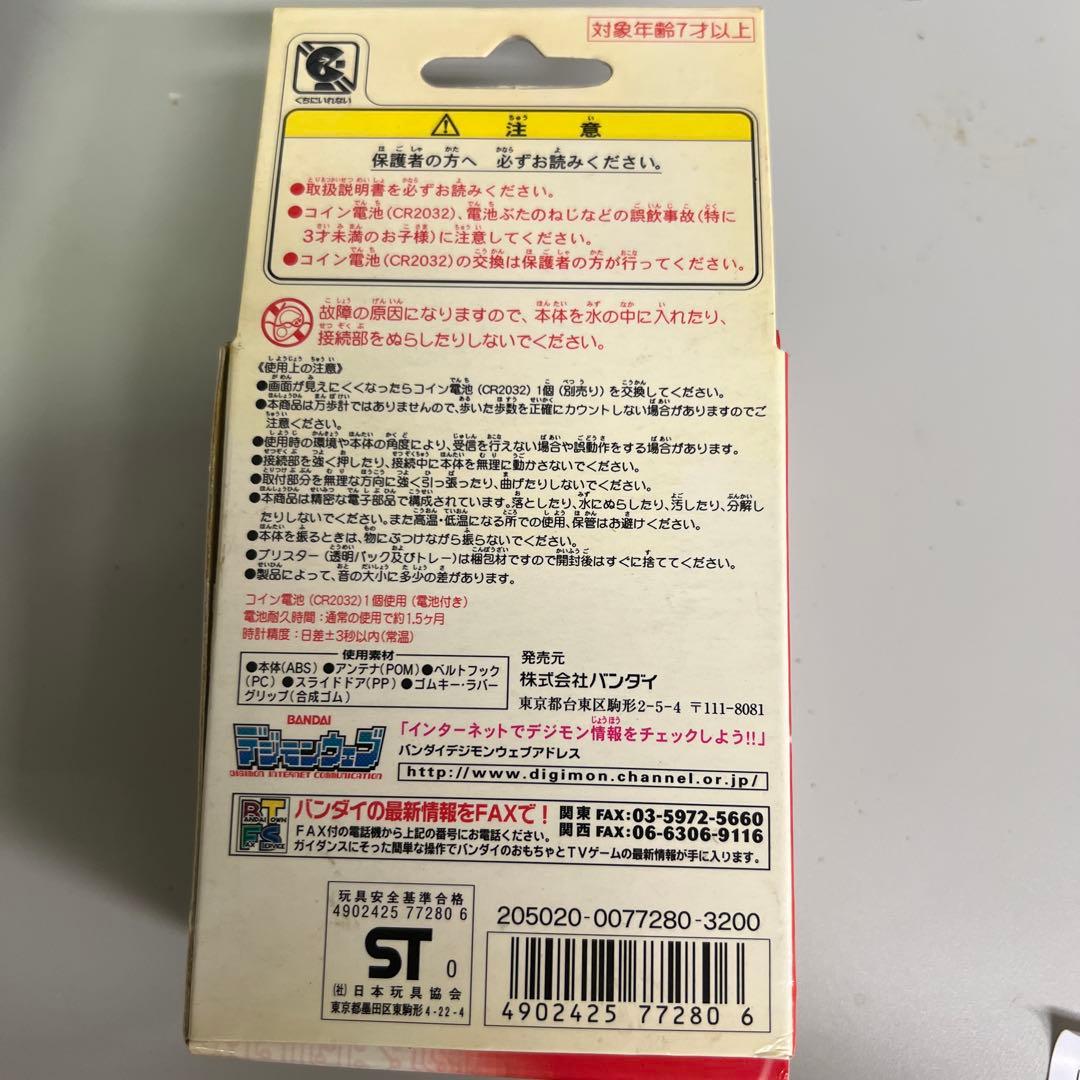 対象年齢7才以上
くちにいれない
注意
保護者の方へ 必ずお読みください。
●取扱説明書を必ずお読みください。
●コイン電池(CR2032)、電池ぶたのねじなどの誤飲事故(特に
3才未満のお子様)に注意してください。
●コイン電池(CR2032)の交換は保護者の方が行ってください。
故障の原因になりますので、本体を水の中に入れたり、
接続部をぬらしたりしないでください。
《使用上の注意》
●画面が見えにくくなったらコイン電池(CR2032)1個(別売り)を交換してください。
●本商品は万歩計ではありませんので、歩いた歩数を正確にカウントしない場合がありますのでご
注意ください。
●使用時の環境や本体の角度により、受信を行えない場合や誤動作をする場合があります。
●接続部を強く押したり、接続中に本体を無理に動かさないでください。
●取付部分を無理な方向に強く引っ張ったり、曲げたりしないでください。
●本商品は精密な電子部品で構成されています。落としたり、水にぬらしたり、汚したり、分解し
たりしないでください。また高温・低温になる所での使用、保管はお避けください。
●本体を振るときは、物にぶつけながら振らないでください。
●ブリスター(透明パック及びトレー)は梱包材ですので開封後はすぐに捨ててください。
●製品によって、音の大小に多少の差があります。
コイン電池(CR2032)1個使用(電池付き)
電池耐久時間:通常の使用で約1.5ヶ月
時計精度:日差±3秒以内(常温)
使用素材
●本体(ABS)●アンテナ(POM)●ベルトフック
(PC)●スライドドア(PP)●ゴムキー・ラバー
グリップ(合成ゴム)
発売元
株式会社バンダイ
東京都台東区駒形2-5-4 〒111-8081
BANDAI
デジモンウェブ
DIGIMON INTERNET COMMUNICATION
「インターネットでデジモン情報をチェックしよう!!」
バンダイデジモンウェブアドレス
http://www.digimon.channel.or.jp/
BANDAI TOWN
FAX SERVICE
バンダイの最新情報をFAXで!
関東 FAX:03-5972-5660
関西 FAX:06-6306-9116
FAX付の電話機から上記の番号にお電話ください。
ガイダンスにそった簡単な操作でバンダイのおもちゃとTVゲームの最新情報が手に入ります。
玩具安全基準合格
4902425 77280 6
ST 0
(社)日本玩具協会
東京都墨田区東駒形4-22-4
205020-0077280-3200
4902425 772806